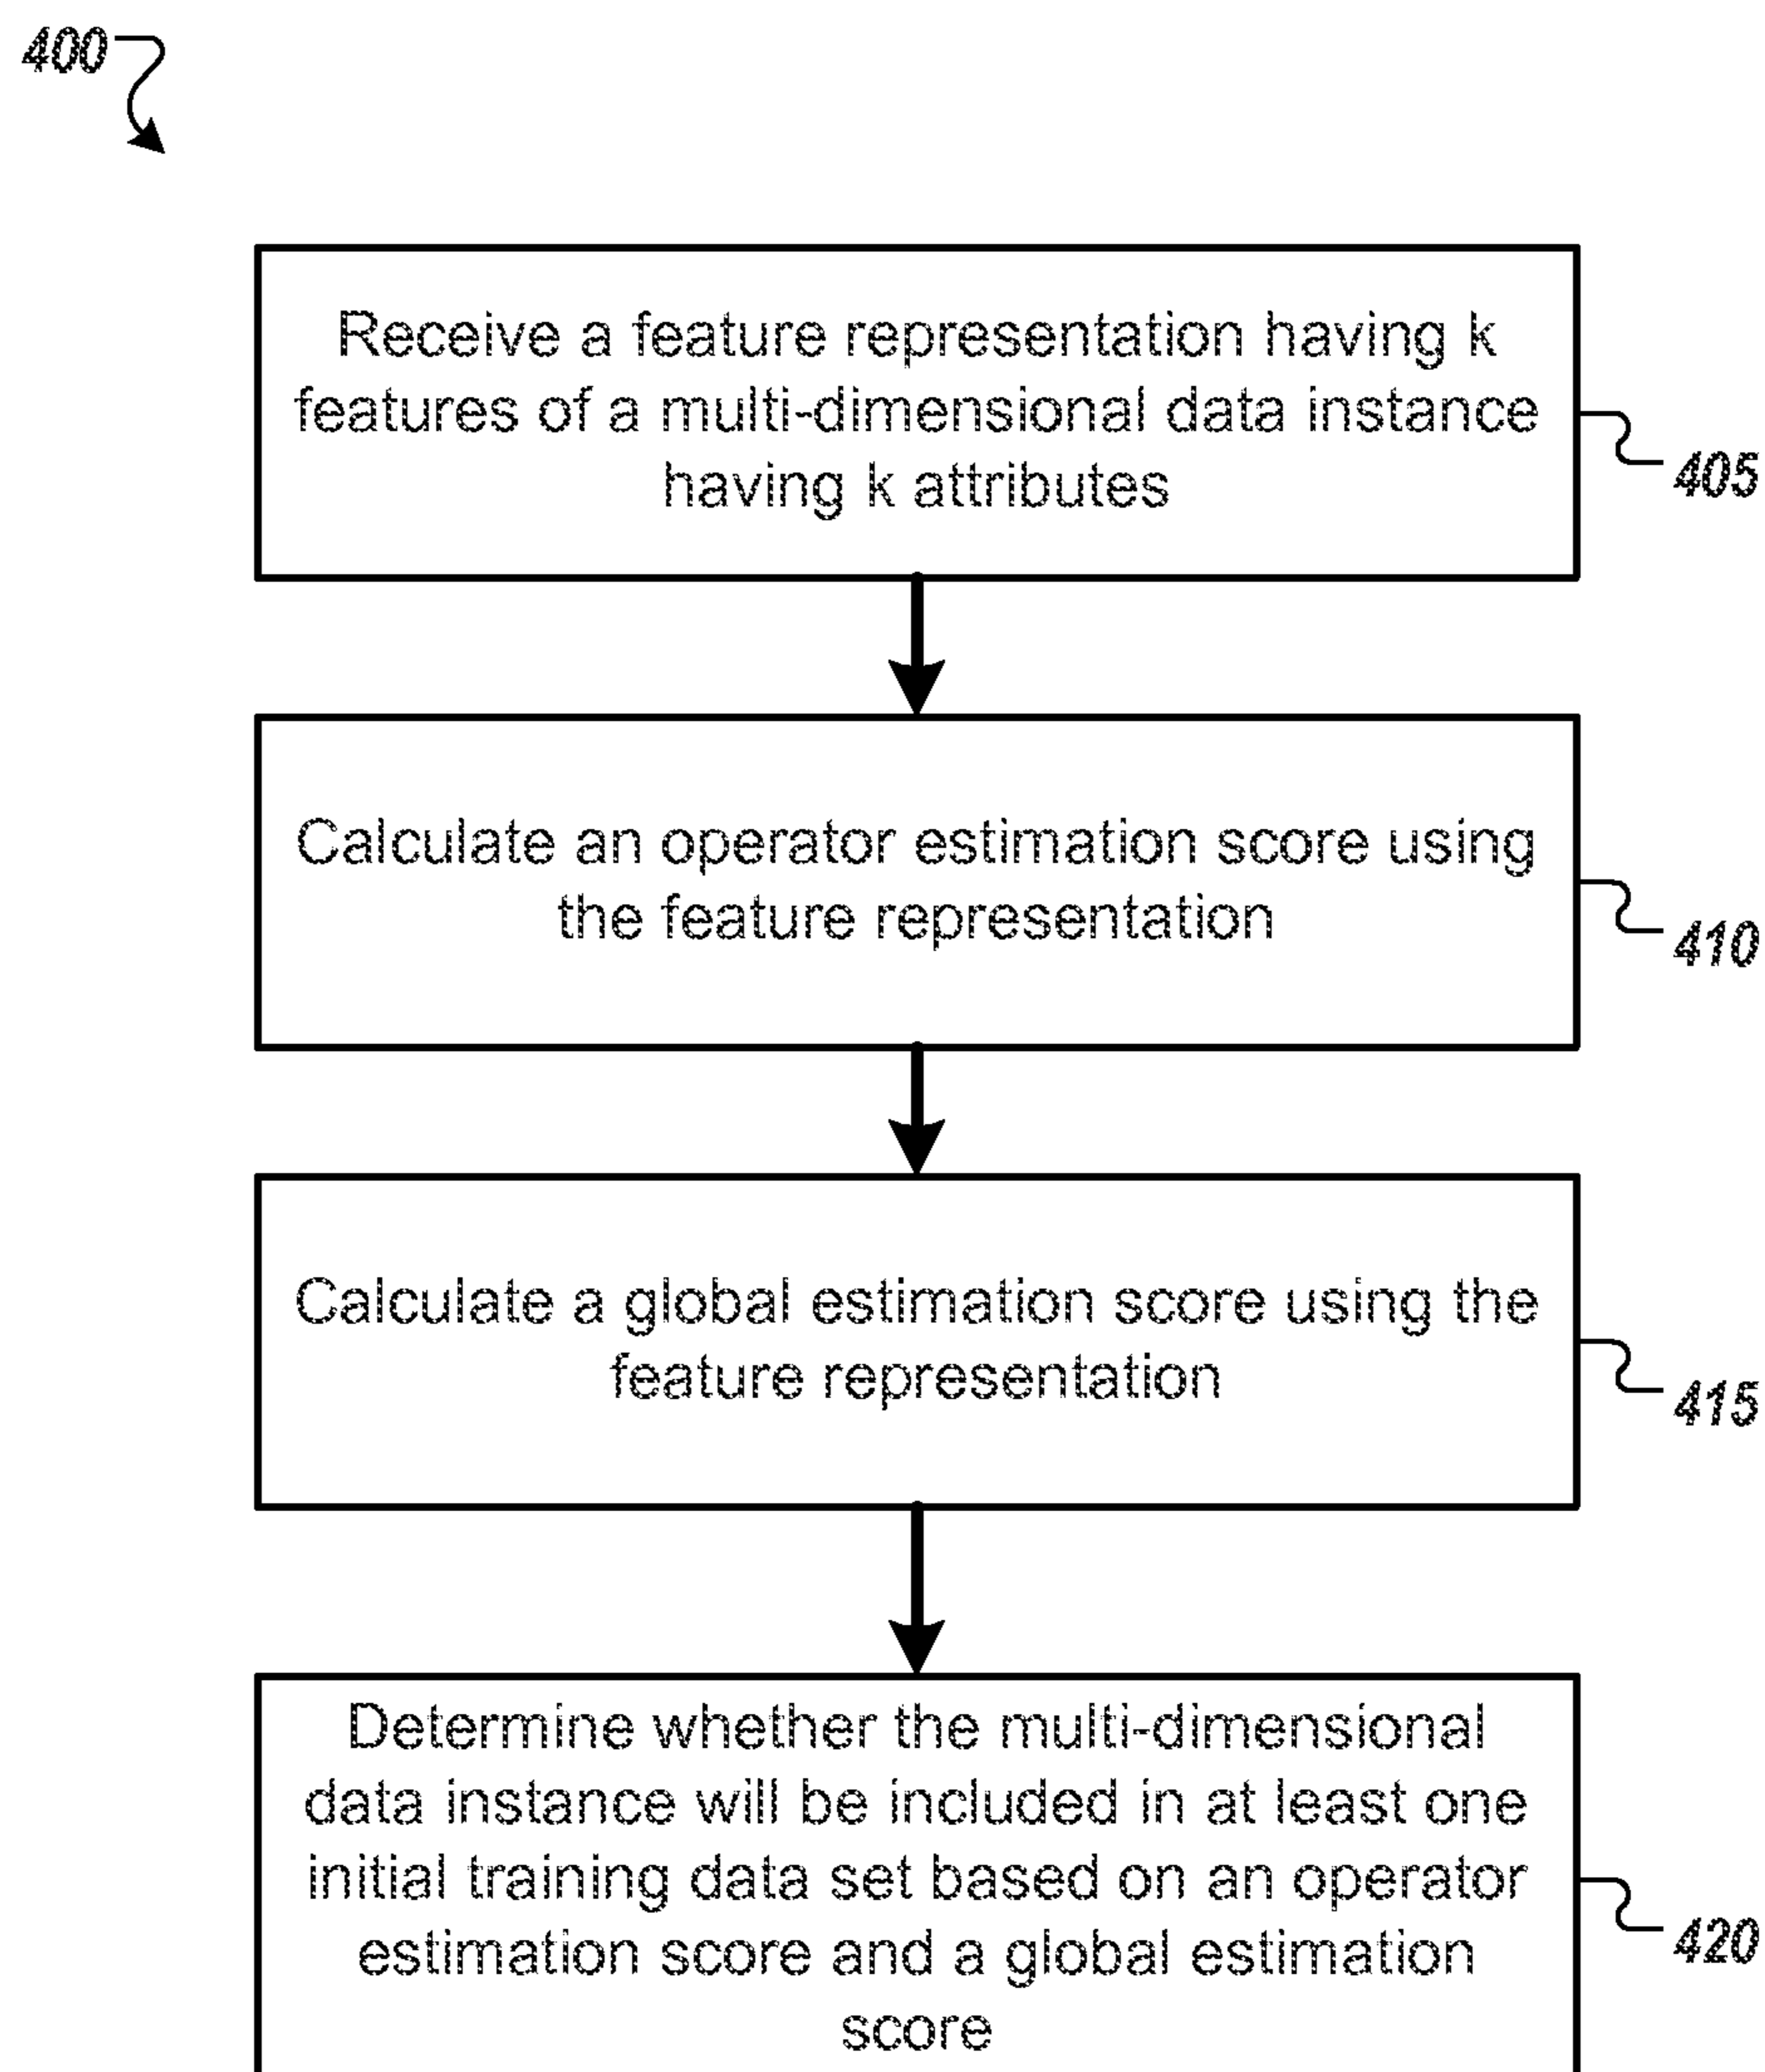 400
Receive a feature representation having k
features of a multi-dimensional data instance
having k attributes
405
Calculate an operator estimation score using
the feature representation
410
Calculate a global estimation score using the
feature representation
415
Determine whether the multi-dimensional
data instance will be included in at least one
initial training data set based on an operator
estimation score and a global estimation
score
420